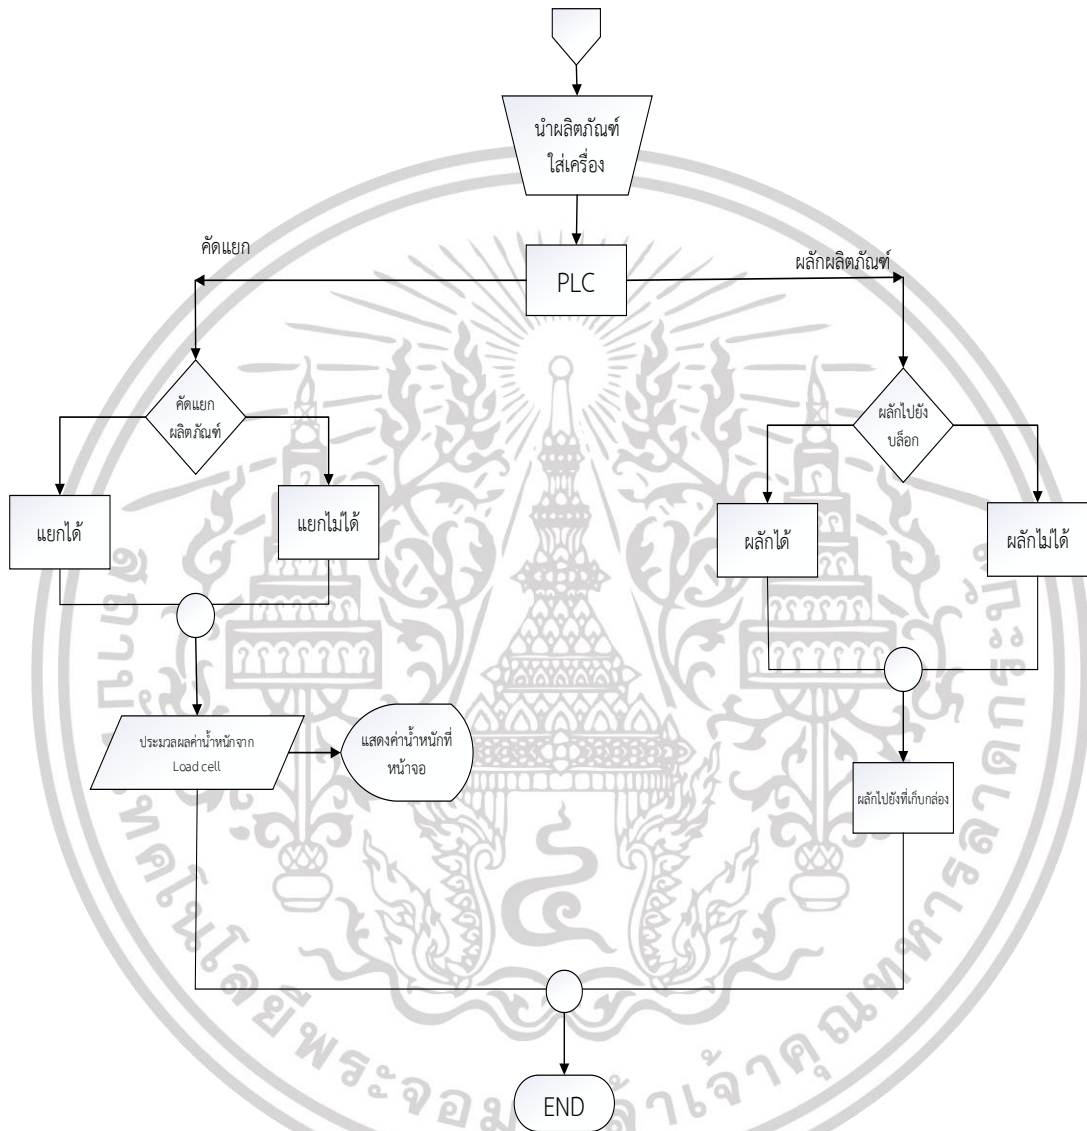 นำผลิตภัณฑ์
ใส่เครื่อง
คัดแยก
PLC
ผลักผลิตภัณฑ์
คัดแยก
ผลิตภัณฑ์
ผลักไปยัง
บล็อก
แยกได้
แยกไม่ได้
ผลักได้
ผลักไม่ได้
ประมวลผลค่าน้ำหนักจาก
Load cell
แสดงค่าน้ำหนักที่
หน้าจอ
ผลักไปยังที่เก็บกล่อง
END